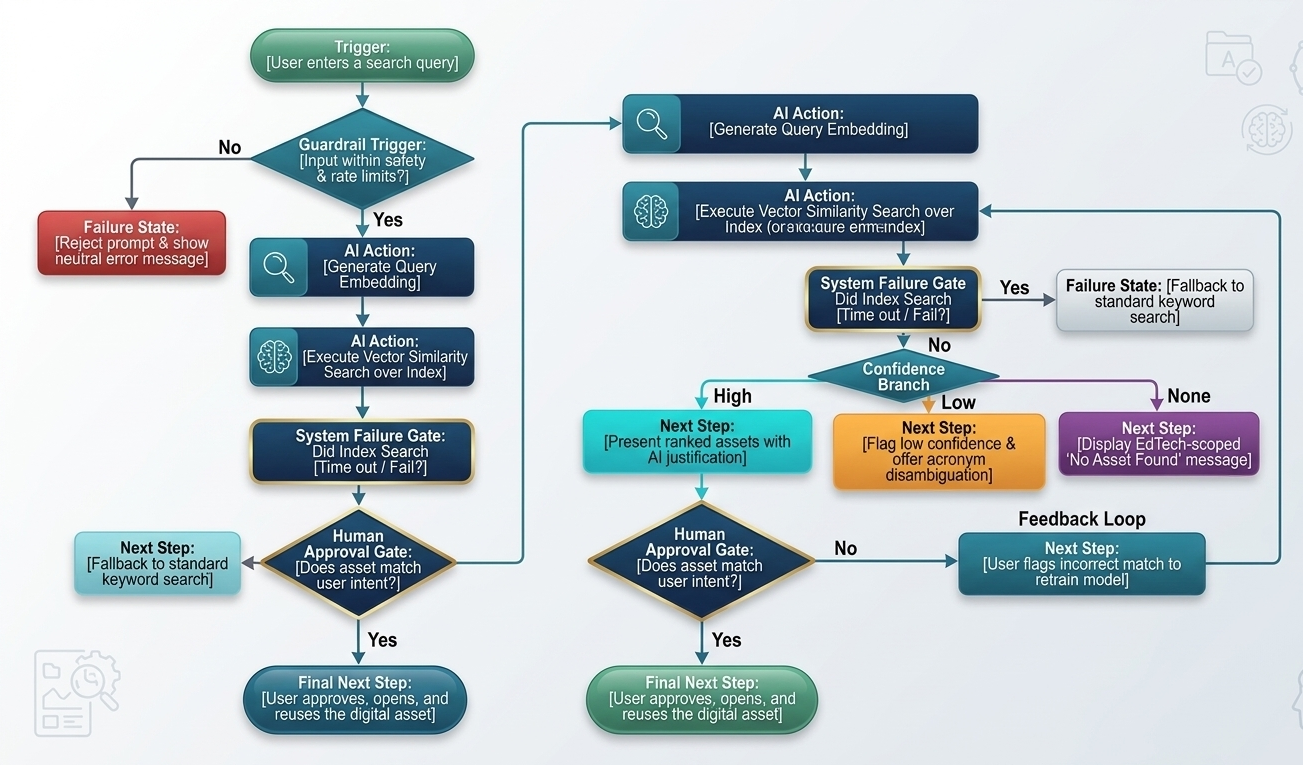 Trigger:
[User enters a search query]
Guardrail Trigger:
[Input within safety
& rate limits?]
No
Failure State:
[Reject prompt & show
neutral error message]
Yes
AI Action:
[Generate Query
Embedding]
AI Action:
[Execute Vector Similarity
Search over Index]
System Failure Gate:
Did Index Search
[Time out / Fail?]
Human
Approval Gate:
[Does asset match
user intent?]
Next Step:
[Fallback to standard
keyword search]
Yes
Final Next Step:
[User approves, opens, and
reuses the digital asset]
AI Action:
[Generate Query Embedding]
AI Action:
[Execute Vector Similarity Search over
Index
System Failure Gate
Did Index Search
[Time out / Fail?]
Yes
Failure State: [Fallback to
standard keyword
search]
No
Confidence
Branch
High
Low
None
Next Step:
[Present ranked assets with
AI justification]
Next Step:
[Flag low confidence &
offer acronym
disambiguation]
Next Step:
[Display EdTech-scoped
'No Asset Found' message]
Human
Approval Gate:
[Does asset match
user intent?]
No
Feedback Loop
Next Step:
[User flags incorrect match to
retrain model]
Yes
Final Next Step:
[User approves, opens, and
reuses the digital asset]
A